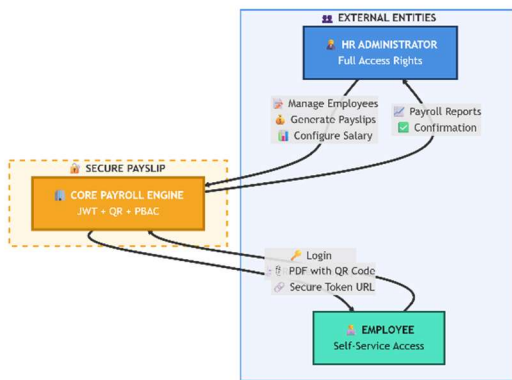 EXTERNAL ENTITIES
HR ADMINISTRATOR
Full Access Rights
Manage Employees
Generate Payslips
Configure Salary
Payroll Reports
Confirmation
SECURE PAYSLIP
CORE PAYROLL ENGINE
JWT + QR + PBAC
Login
PDF with QR Code
Secure Token URL
EMPLOYEE
Self-Service Access